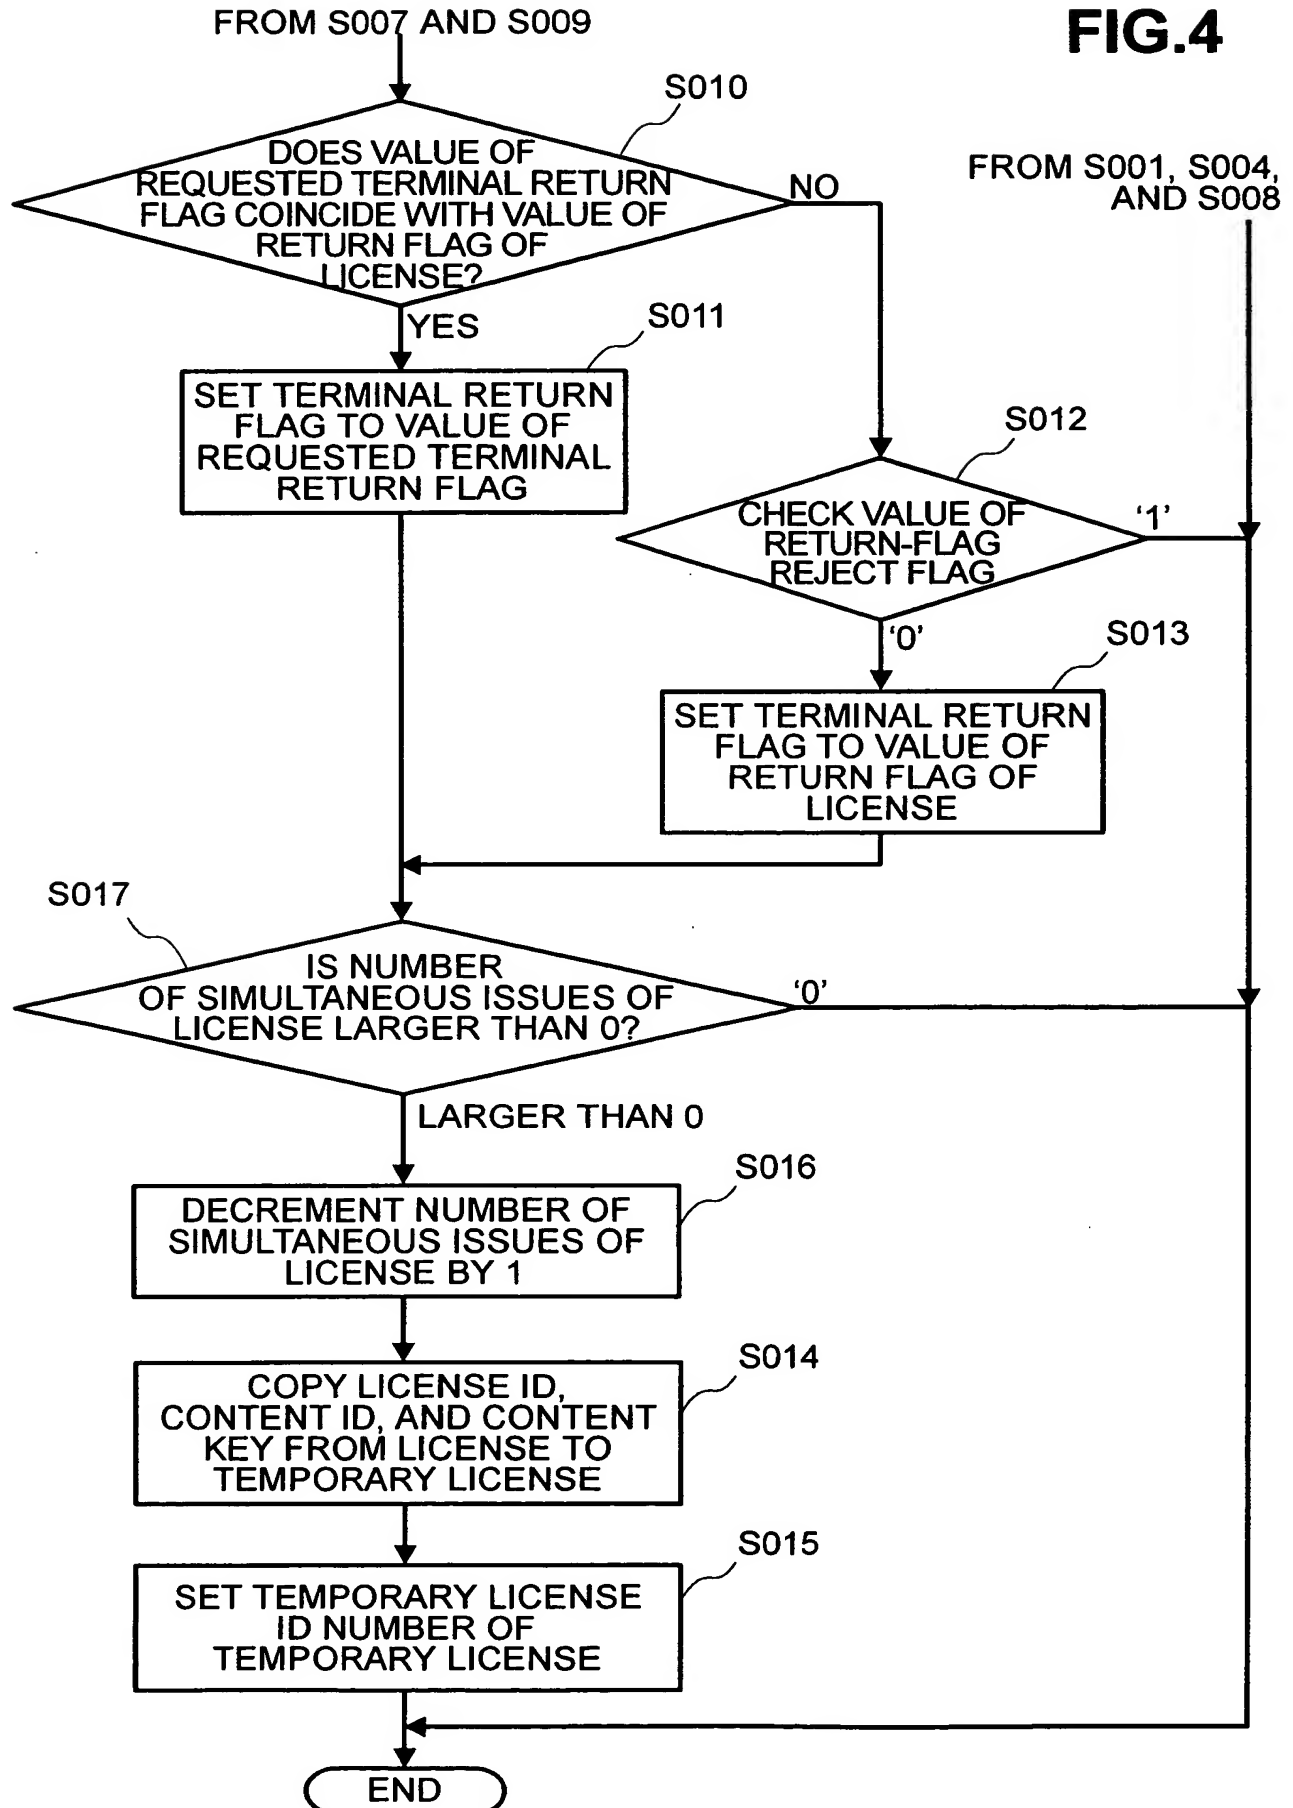 FROM S007 AND S009
FIG.4
S010
DOES VALUE OF
REQUESTED TERMINAL RETURN
FLAG COINCIDE WITH VALUE OF
RETURN FLAG OF
LICENSE?
NO
FROM S001, S004,
AND S008
YES
S011
SET TERMINAL RETURN
FLAG TO VALUE OF
REQUESTED TERMINAL
RETURN FLAG
S012
CHECK VALUE OF
RETURN-FLAG
REJECT FLAG
‘1’
‘0’
S013
SET TERMINAL RETURN
FLAG TO VALUE OF
RETURN FLAG OF
LICENSE
S017
IS NUMBER
OF SIMULTANEOUS ISSUES OF
LICENSE LARGER THAN 0?
‘0’
LARGER THAN 0
S016
DECREMENT NUMBER OF
SIMULTANEOUS ISSUES OF
LICENSE BY 1
S014
COPY LICENSE ID,
CONTENT ID, AND CONTENT
KEY FROM LICENSE TO
TEMPORARY LICENSE
S015
SET TEMPORARY LICENSE
ID NUMBER OF
TEMPORARY LICENSE
END